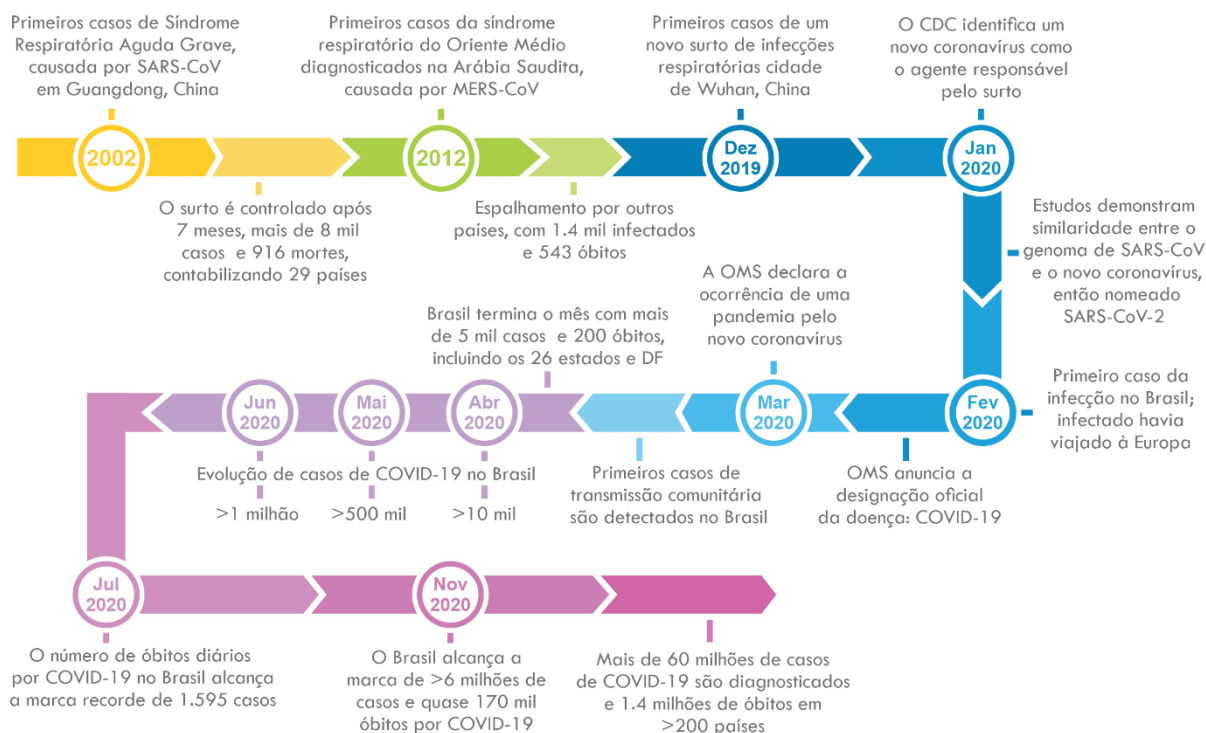 Primeiros casos de Síndrome
Respiratória Aguda Grave,
causada por SARS-CoV
em Guangdong, China
Primeiros casos da síndrome
respiratória do Oriente Médio
diagnosticados na Arábia Saudita,
causada por MERS-CoV
Primeiros casos de um
novo surto de infecções
respiratórias cidade
de Wuhan, China
O CDC identifica um
novo coronavírus como
o agente responsável
pelo surto
2002
2012
Dez
2019
Jan
2020
O surto é controlado após
7 meses, mais de 8 mil
casos e 916 mortes,
contabilizando 29 países
Espalhamento por outros
países, com 1.4 mil infectados
e 543 óbitos
Estudos demonstram
similaridade entre o
genoma de SARS-CoV
e o novo coronavírus,
então nomeado
SARS-CoV-2
A OMS declara a
ocorrência de uma
pandemia pelo
novo coronavírus
Brasil termina o mês com mais
de 5 mil casos e 200 óbitos,
incluindo os 26 estados e DF
Jun
2020
Mai
2020
Abr
2020
Mar
2020
Fev
2020
Primeiro caso da
infecção no Brasil;
infectado havia
viajado à Europa
Evolução de casos de COVID-19 no Brasil
>1 milhão
>500 mil
>10 mil
Primeiros casos de
transmissão comunitária
são detectados no Brasil
OMS anuncia a
designação oficial
da doença: COVID-19
Jul
2020
Nov
2020
O número de óbitos diários
por COVID-19 no Brasil alcança
a marca recorde de 1.595 casos
O Brasil alcança a
marca de >6 milhões de
casos e quase 170 mil
óbitos por COVID-19
Mais de 60 milhões de casos
de COVID-19 são diagnosticados
e 1.4 milhões de óbitos em
>200 países